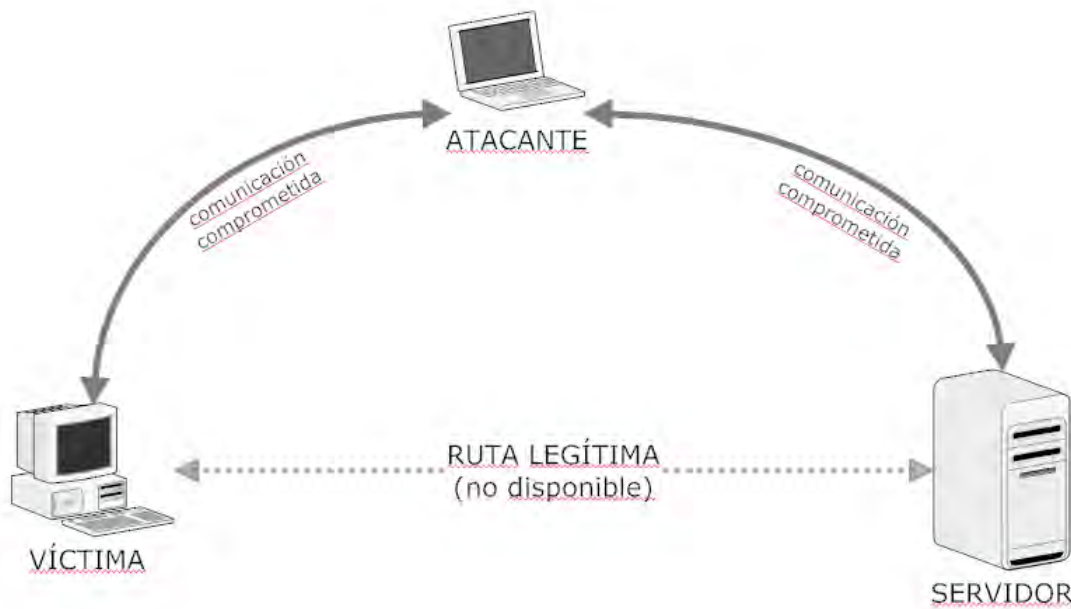 ATACANTE
comunicación
comprometida
comunicación
comprometida
RUTA LEGÍTIMA
(no disponible)
VÍCTIMA
SERVIDOR